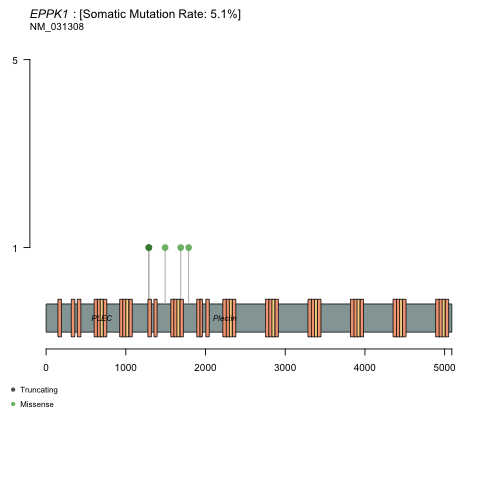 EPPK1 : [Somatic Mutation Rate: 5.1%]
NM_031308
5
1
PLEC Plectin
0 1000 2000 3000 4000 5000
Truncating
Missense